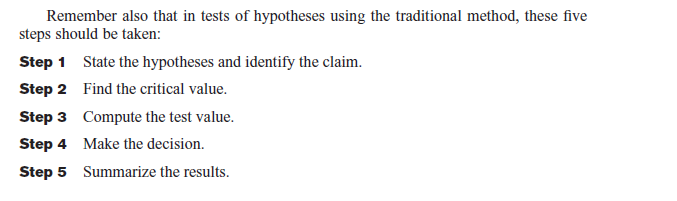 Remember also that in tests of hypotheses using the traditional method, these five
steps should be taken:
Step 1 State the hypotheses and identify the claim.
Step 2 Find the critical value.
Step 3 Compute the test value.
Step 4 Make the decision.
Step 5 Summarize the results.